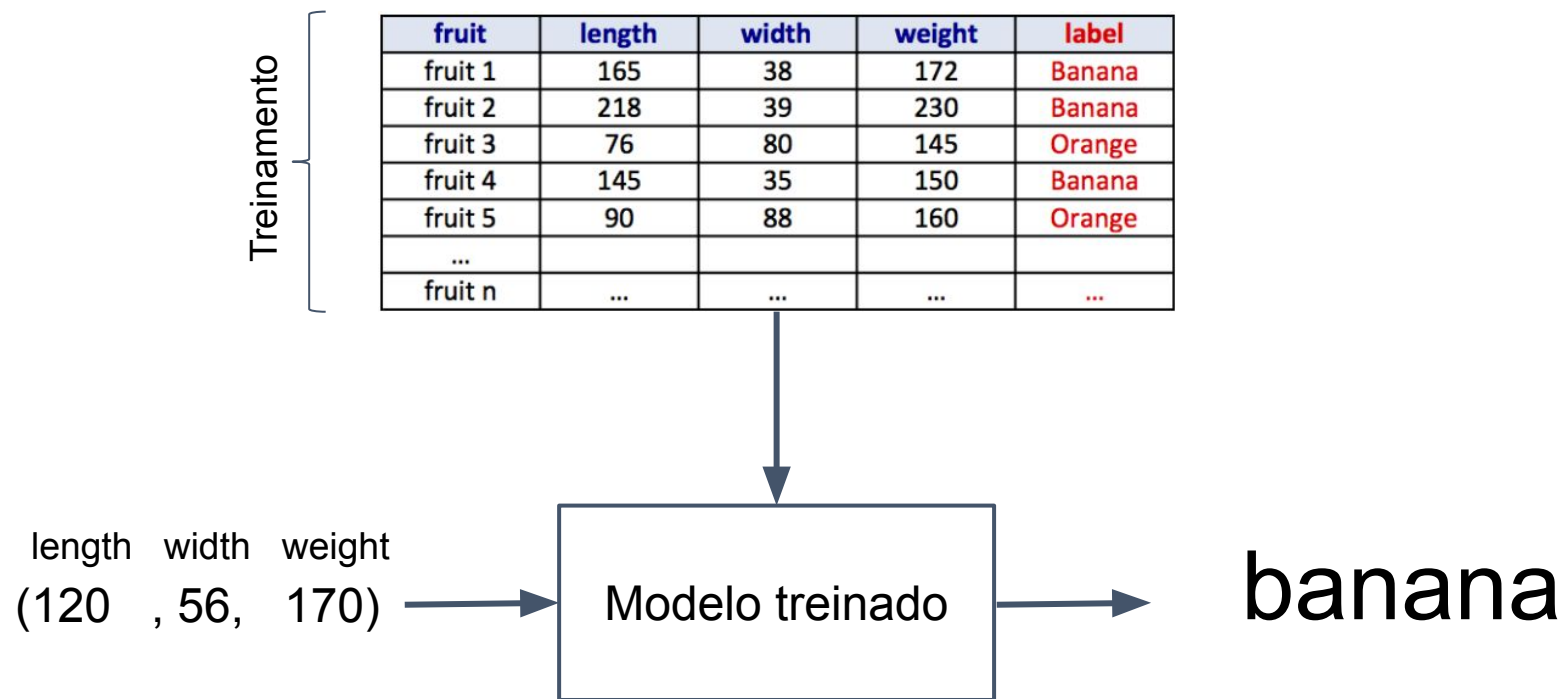 Treinamento
fruit length width weight label
fruit 1 165 38 172 Banana
fruit 2 218 39 230 Banana
fruit 3 76 80 145 Orange
fruit 4 145 35 150 Banana
fruit 5 90 88 160 Orange
...
fruit n ... ... ... ...
length width weight
(120 , 56, 170)
Modelo treinado
banana